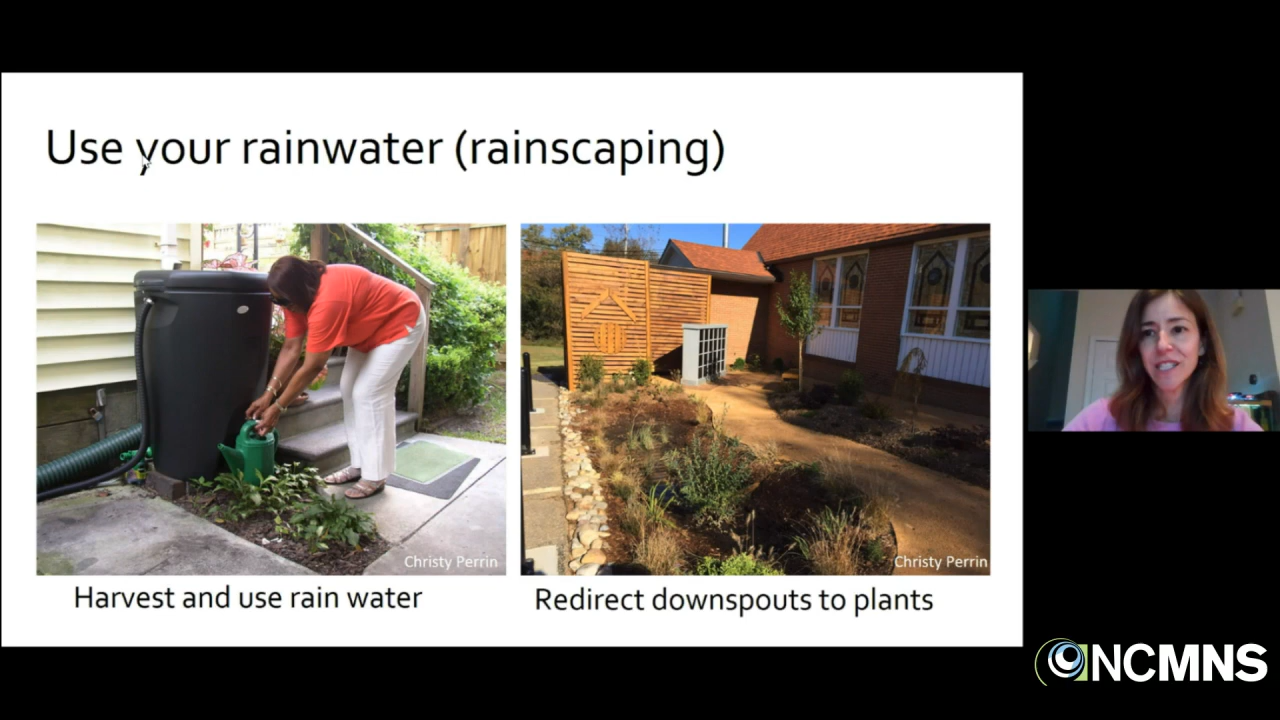 Use your rainwater (rainscaping)
Christy Perrin
Christy Perrin
Harvest and use rain water
Redirect downspouts to plants
NCMNS